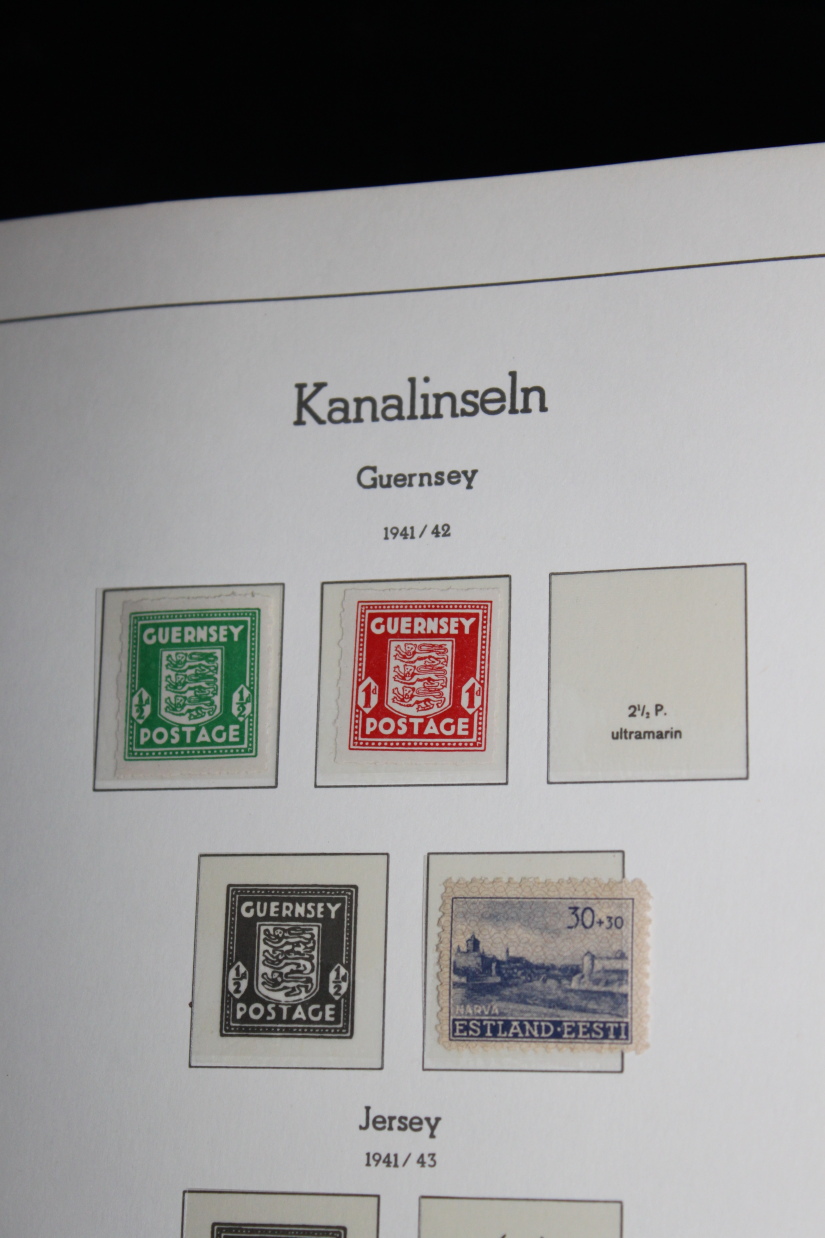 Kanalinseln
Guernsey
1941/42
GUERNSEY
½ ½
POSTAGE
GUERNSEY
1d 1d
POSTAGE
2½ P.
ultramarin
GUERNSEY
½ ½d
POSTAGE
30+30
NARVA
ESTLAND·EESTI
Jersey
1941/43